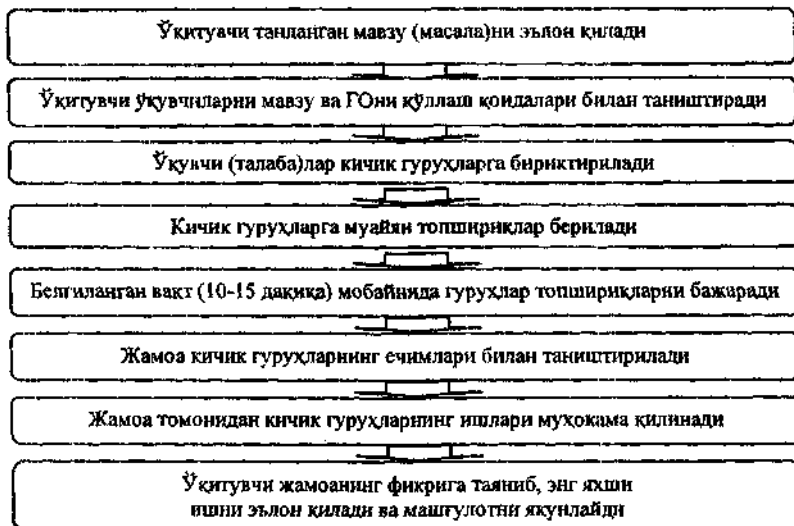 Ўқитувчи танланган мавзу (масала)ни эълон қилади
Ўқитувчи ўқувчиларни мавзу ва ГОни қўллаш қоидалари билан таништиради
Ўқувчи (талаба)лар кичик гуруҳларга бириктирилади
Кичик гуруҳларга муайян топшириқлар берилади
Белгиланган вақт (10-15 дақиқа) мобайнида гуруҳлар топшириқларни бажаради
Жамоа кичик гуруҳларнинг ечимлари билан таништирилади
Жамоа томонидан кичик гуруҳларнинг ишлари муҳокама қилинади
Ўқитувчи жамоанинг фикрига таяниб, энг яхши
ишни эълон қилади ва машғулотни якунлайди